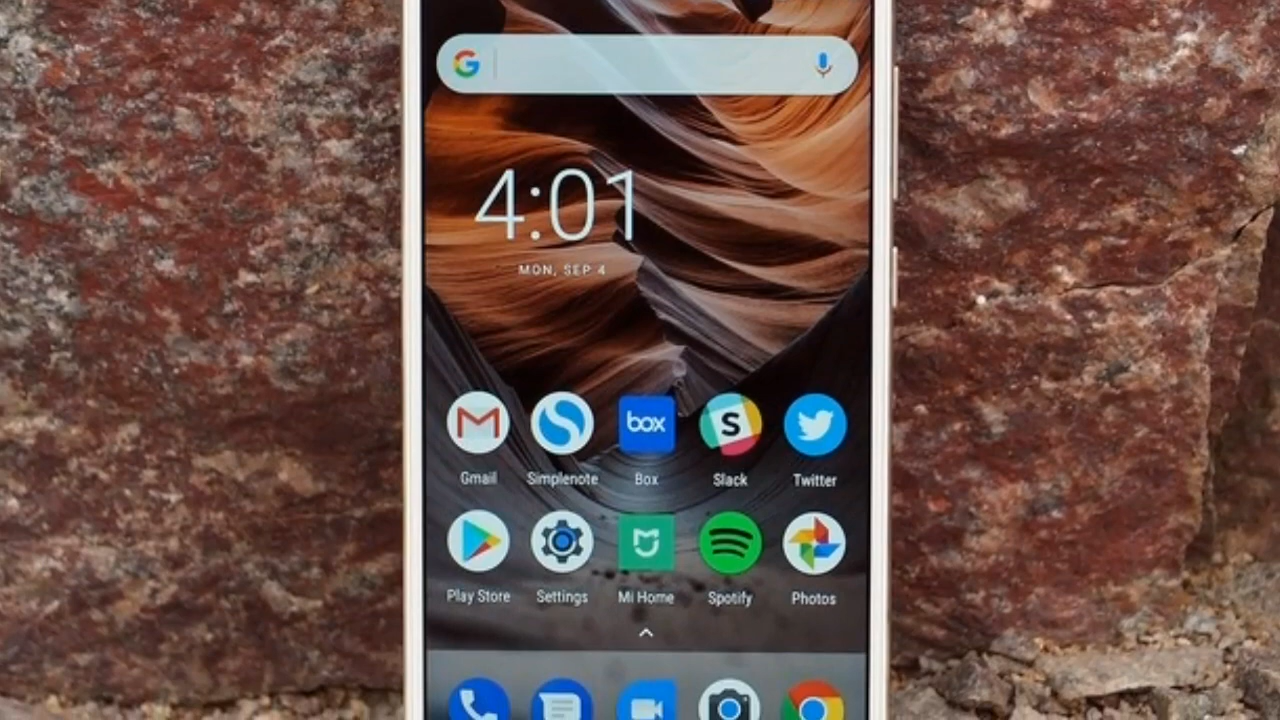 G
4:01
MON, SEP 4
box
S
Gmail Simplenote Box Slack Twitter
Play Store Settings Mi Home Spotify Photos